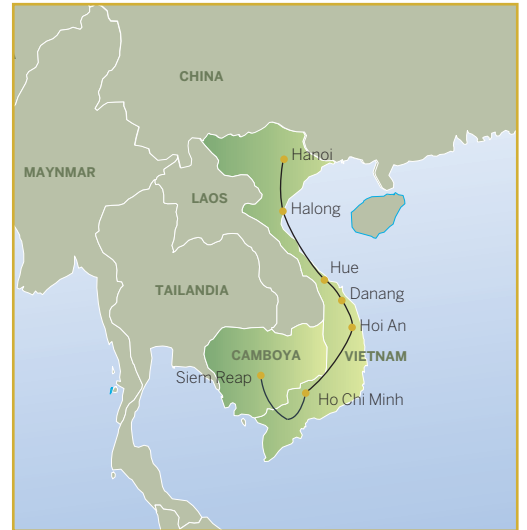 CHINA
Hanoi
MAYNMAR
LAOS
Halong
Hue
TAILANDIA
Danang
Hoi An
CAMBOYA
VIETNAM
Siem Reap
Ho Chi Minh